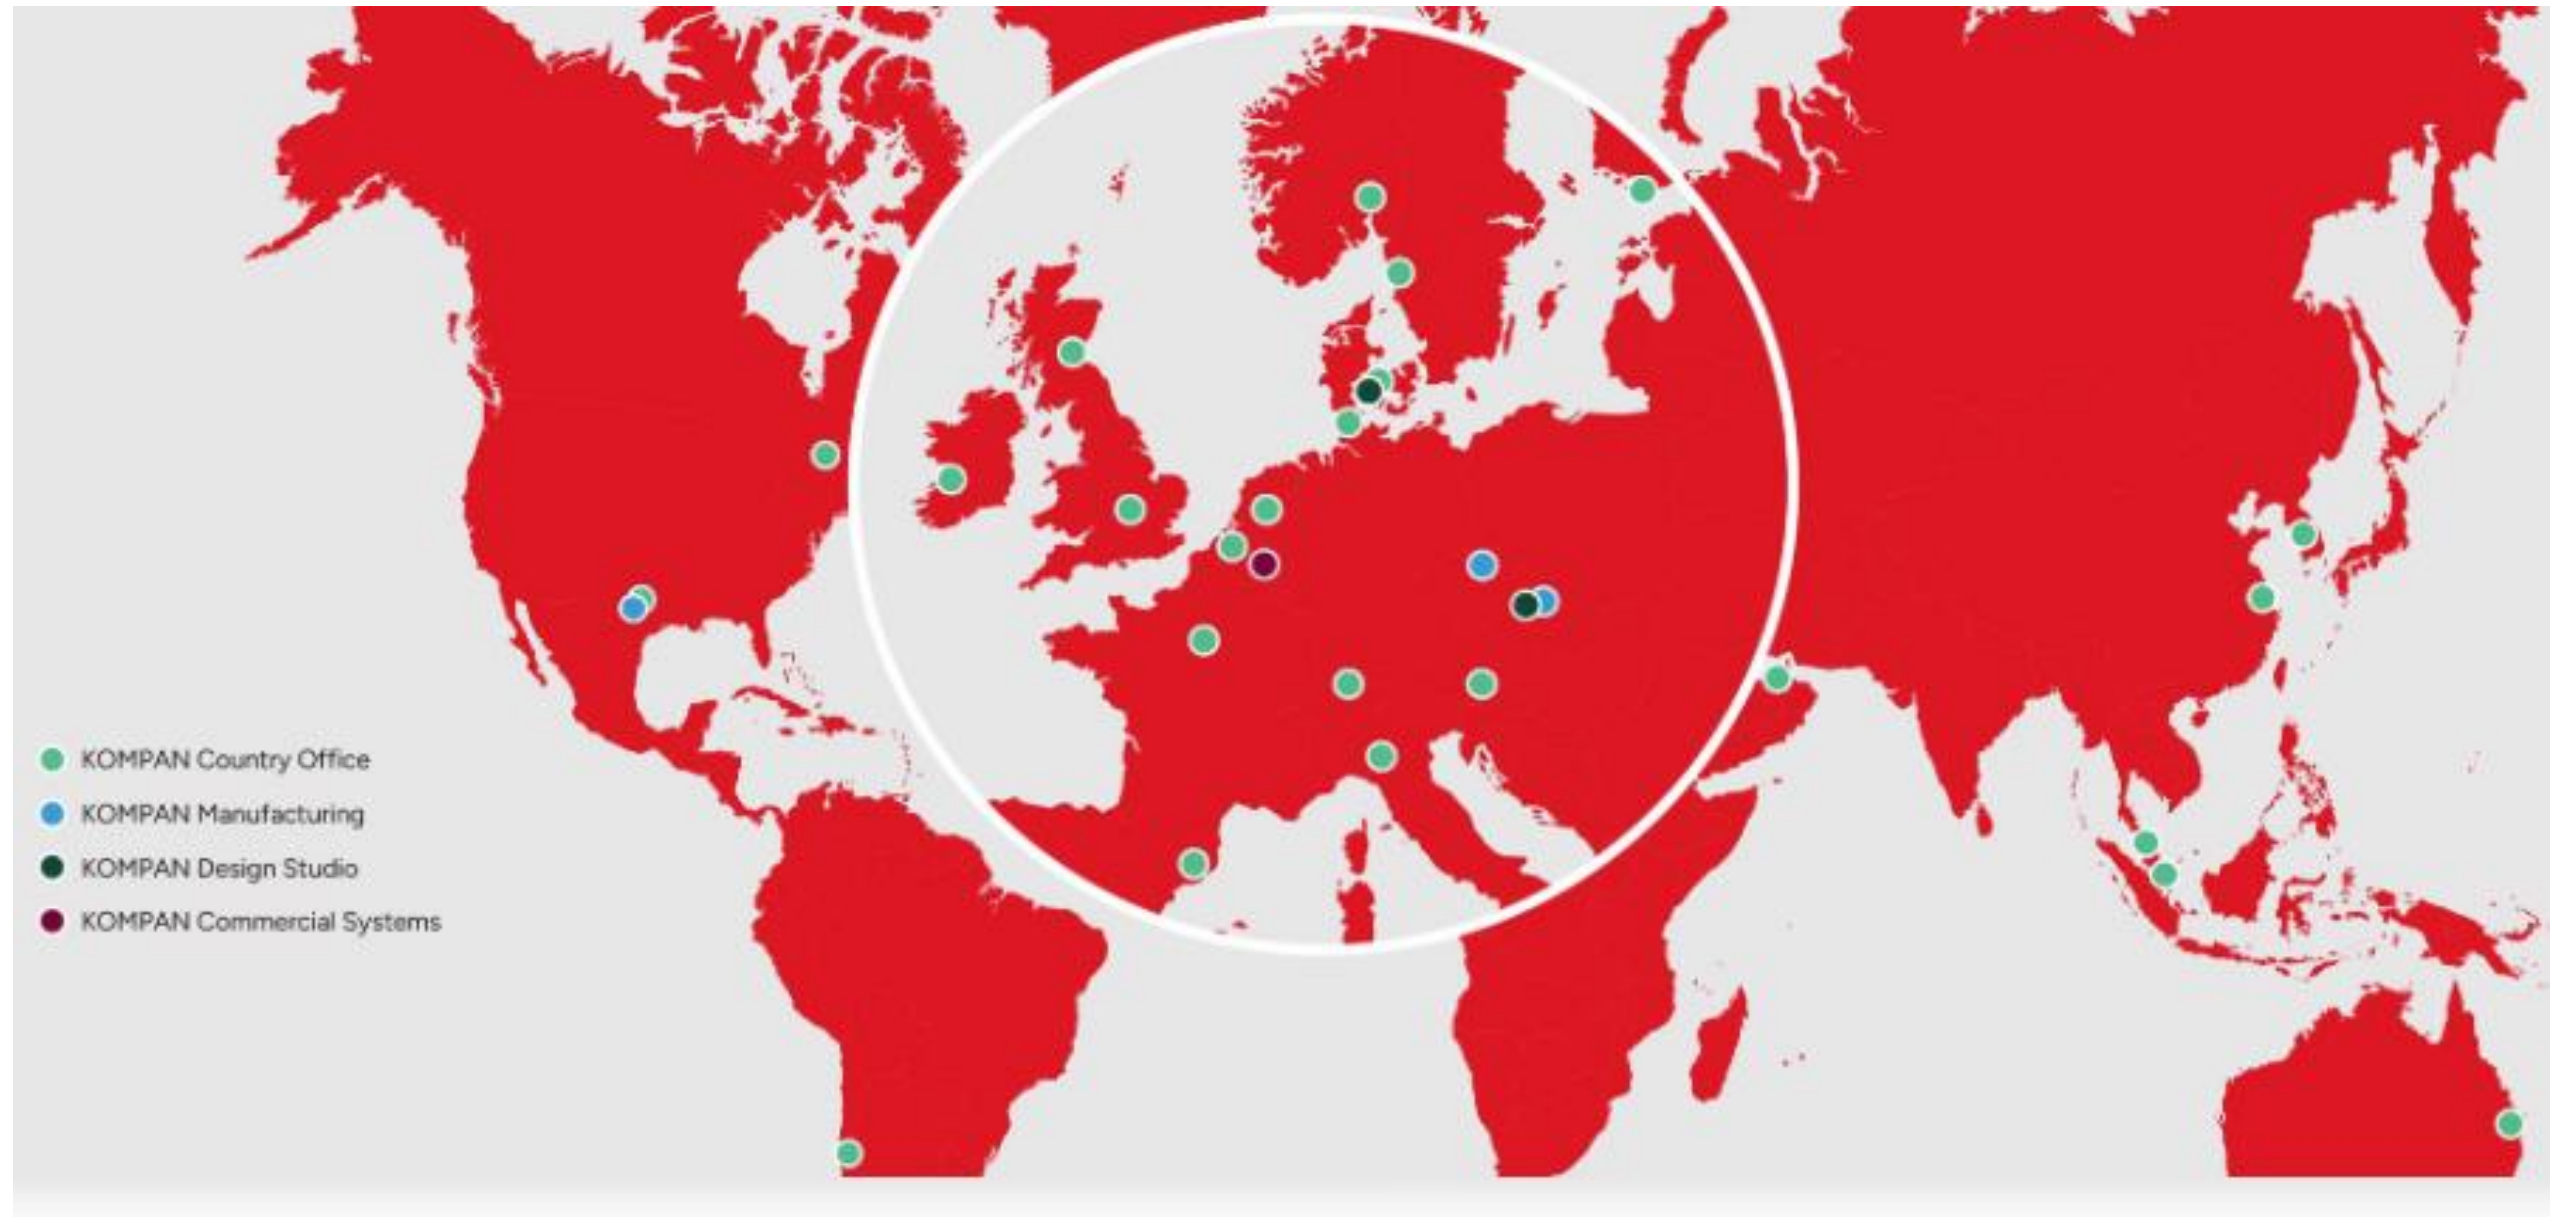 KOMPAN Country Office
KOMPAN Manufacturing
KOMPAN Design Studio
KOMPAN Commercial Systems